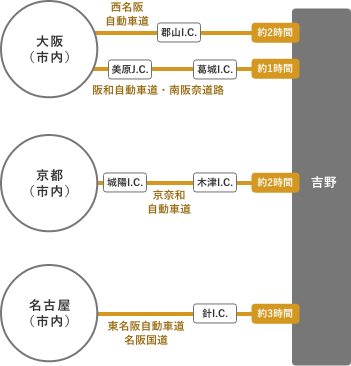 西名阪
自動車道
大阪
（市内）
郡山I.C.
約2時間
美原J.C.
葛城I.C.
約1時間
阪和自動車道・南阪奈道路
京都
（市内）
城陽I.C.
木津I.C.
約2時間
吉野
京奈和
自動車道
名古屋
（市内）
針I.C.
約3時間
東名阪自動車道
名阪国道